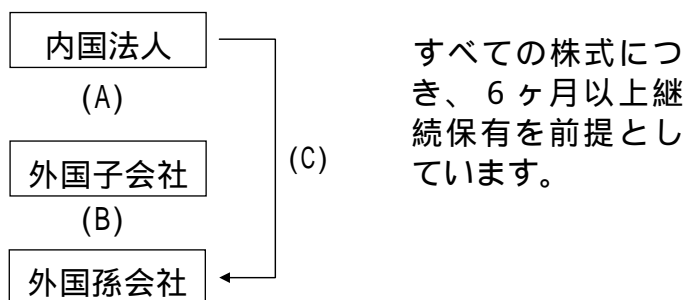 内国法人
(A)
外国子会社
(B)
外国孫会社
(C)
すべての株式につ
き、６ヶ月以上継
続保有を前提とし
ています。